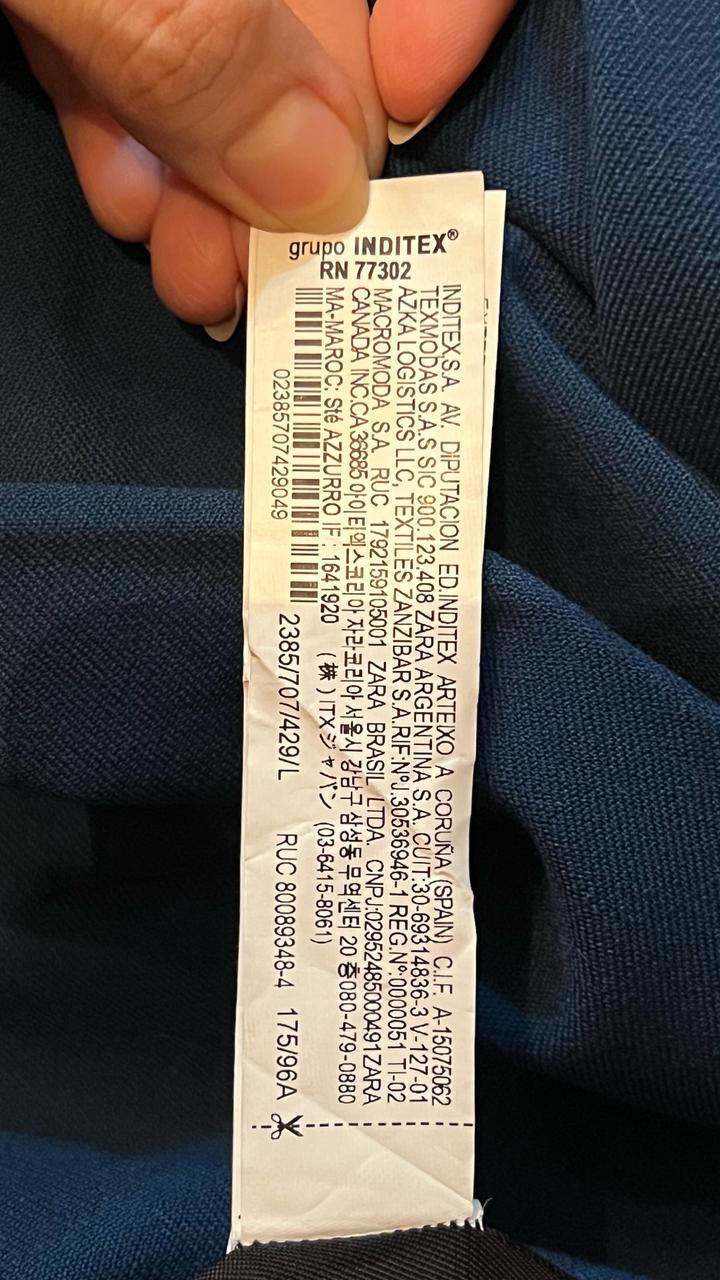 grupo INDITEX®
RN 77302
INDITEX,S.A. AV. DIPUTACION ED.INDITEX ARTEIXO A CORUÑA (SPAIN) C.I.F. A-15075062
TEXMODAS S.A.S SIC 900.123.408 ZARA ARGENTINA S.A. CUIT:30-69314836-3 V-127-01
AZKA LOGISTICS LLC, TEXTILES ZANZIBAR S.A.RIF:NºJ.30536946-1 REG.Nº:0000051 TI-02
MACROMODA S.A. RUC 1792159105001 ZARA BRASIL LTDA. CNPJ:02952485000491ZARA
CANADA INC.CA 36685 아이티엑스코리아 자라코리아 서울시 강남구 삼성동 무역센터 20 층080-479-0880
MA-MAROC: Sté AZZURRO IF : 1641920 (株) ITXジャパン (03-6415-8061)
02385707429049
2385/707/429/L RUC 80089348-4 175/96A